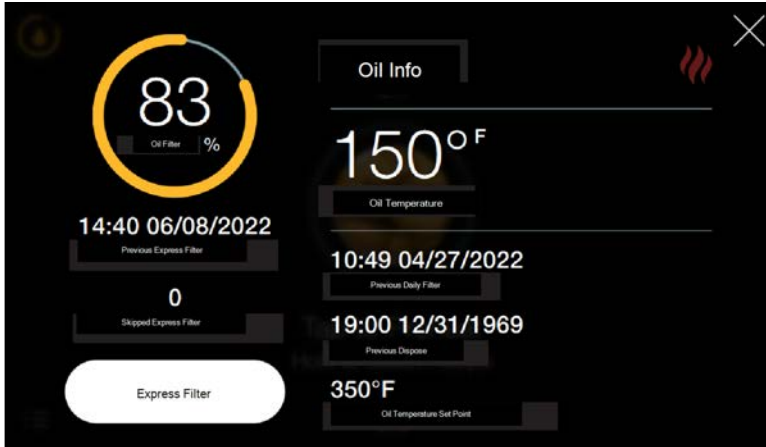 83
Oil Filter %
14:40 06/08/2022
Previous Express Filter
0
Skipped Express Filter
Express Filter
Oil Info
150°F
Oil Temperature
10:49 04/27/2022
Previous Daily Filter
19:00 12/31/1969
Previous Dispose
350°F
Oil Temperature Set Point